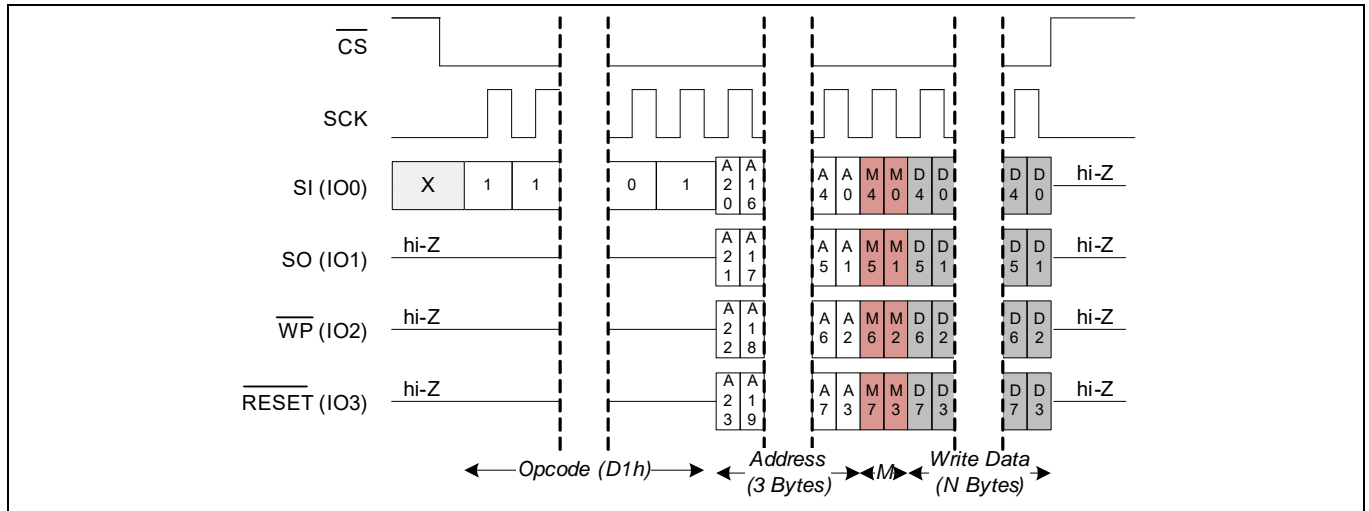 CS
SCK
SI (IO0) X 1 1 0 1 A20 A16 A4 A0 M4 M0 D4 D0 D4 D0 hi-Z
SO (IO1) hi-Z A21 A17 A5 A1 M5 M1 D5 D1 D5 D1 hi-Z
WP (IO2) hi-Z A22 A18 A6 A2 M6 M2 D6 D2 D6 D2 hi-Z
RESET (IO3) hi-Z A23 A19 A7 A3 M7 M3 D7 D3 D7 D3 hi-Z
Opcode (D1h) Address M Write Data
(3 Bytes) (N Bytes)